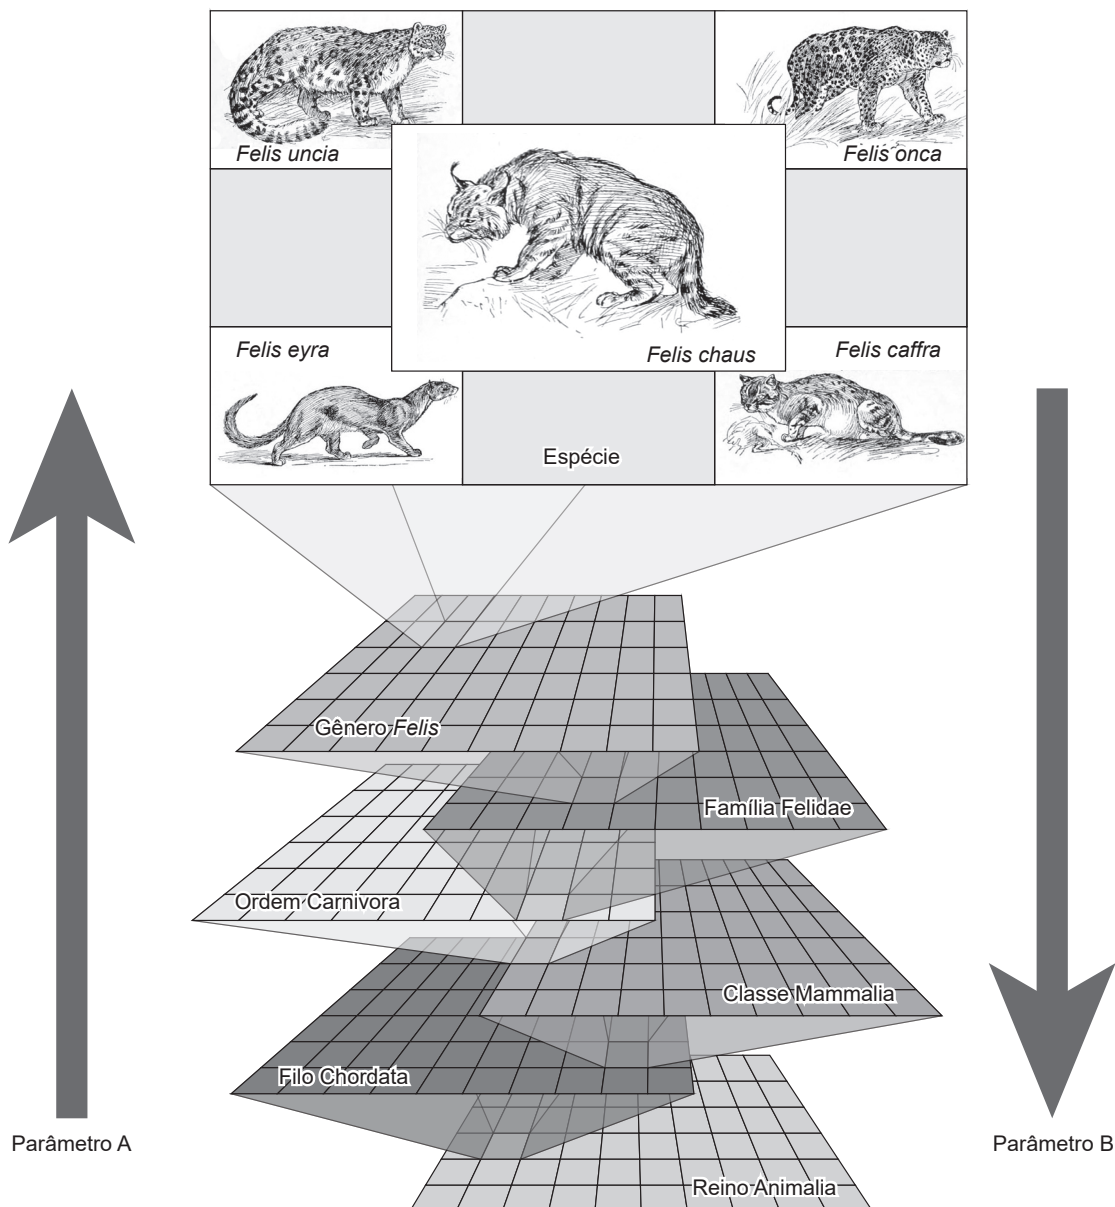 Felis uncia
Felis onca
Felis eyra
Felis chaus
Felis caffra
Espécie
Gênero Felis
Família Felidae
Ordem Carnivora
Classe Mammalia
Filo Chordata
Parâmetro A
Parâmetro B
Reino Animalia